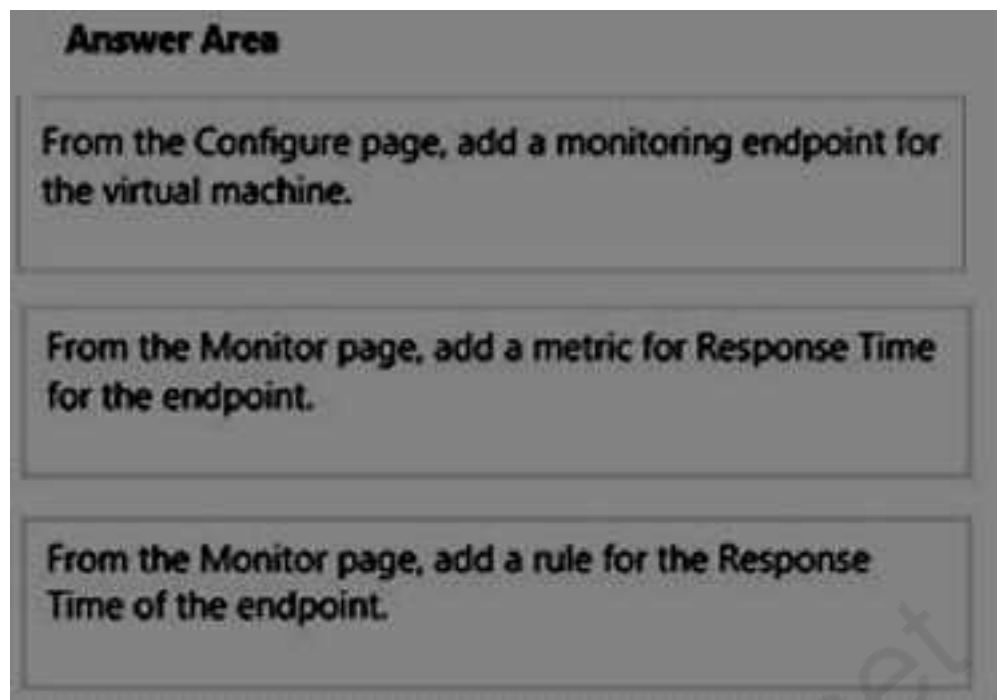 Answer Area
From the Configure page, add a monitoring endpoint for
the virtual machine.
From the Monitor page, add a metric for Response Time
for the endpoint.
From the Monitor page, add a rule for the Response
Time of the endpoint.
et